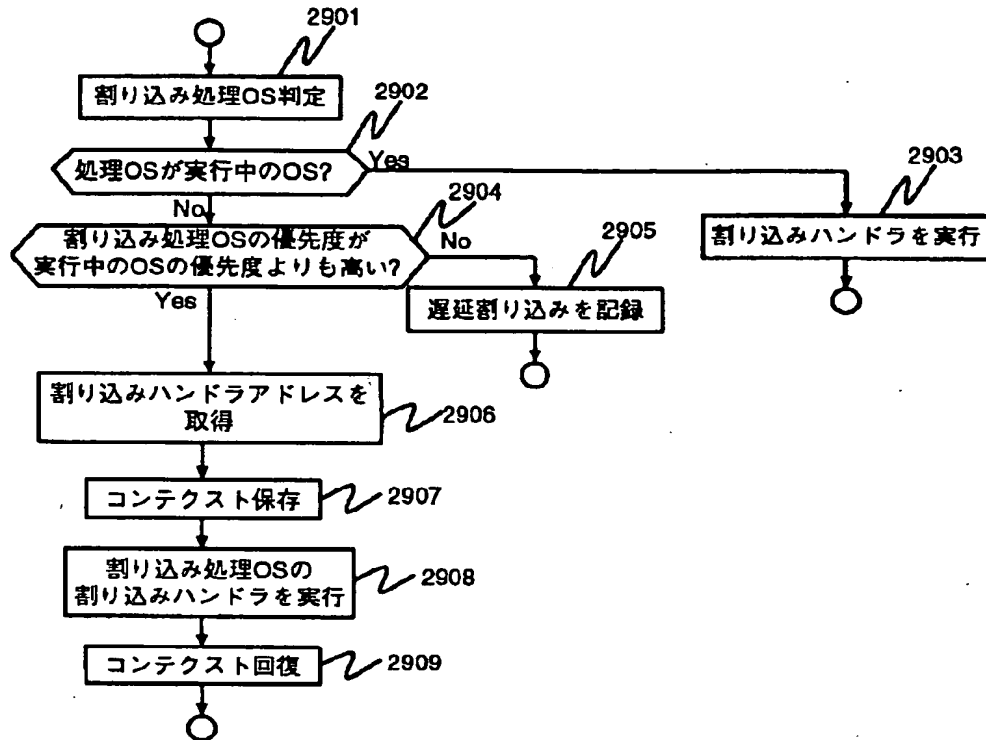 2901
割り込み処理OS判定
2902
処理OSが実行中のOS?
Yes
2903
割り込みハンドラを実行
No
2904
割り込み処理OSの優先度が
実行中のOSの優先度よりも高い?
No
2905
遅延割り込みを記録
Yes
割り込みハンドラアドレスを
取得
2906
コンテクスト保存
2907
割り込み処理OSの
割り込みハンドラを実行
2908
コンテクスト回復
2909